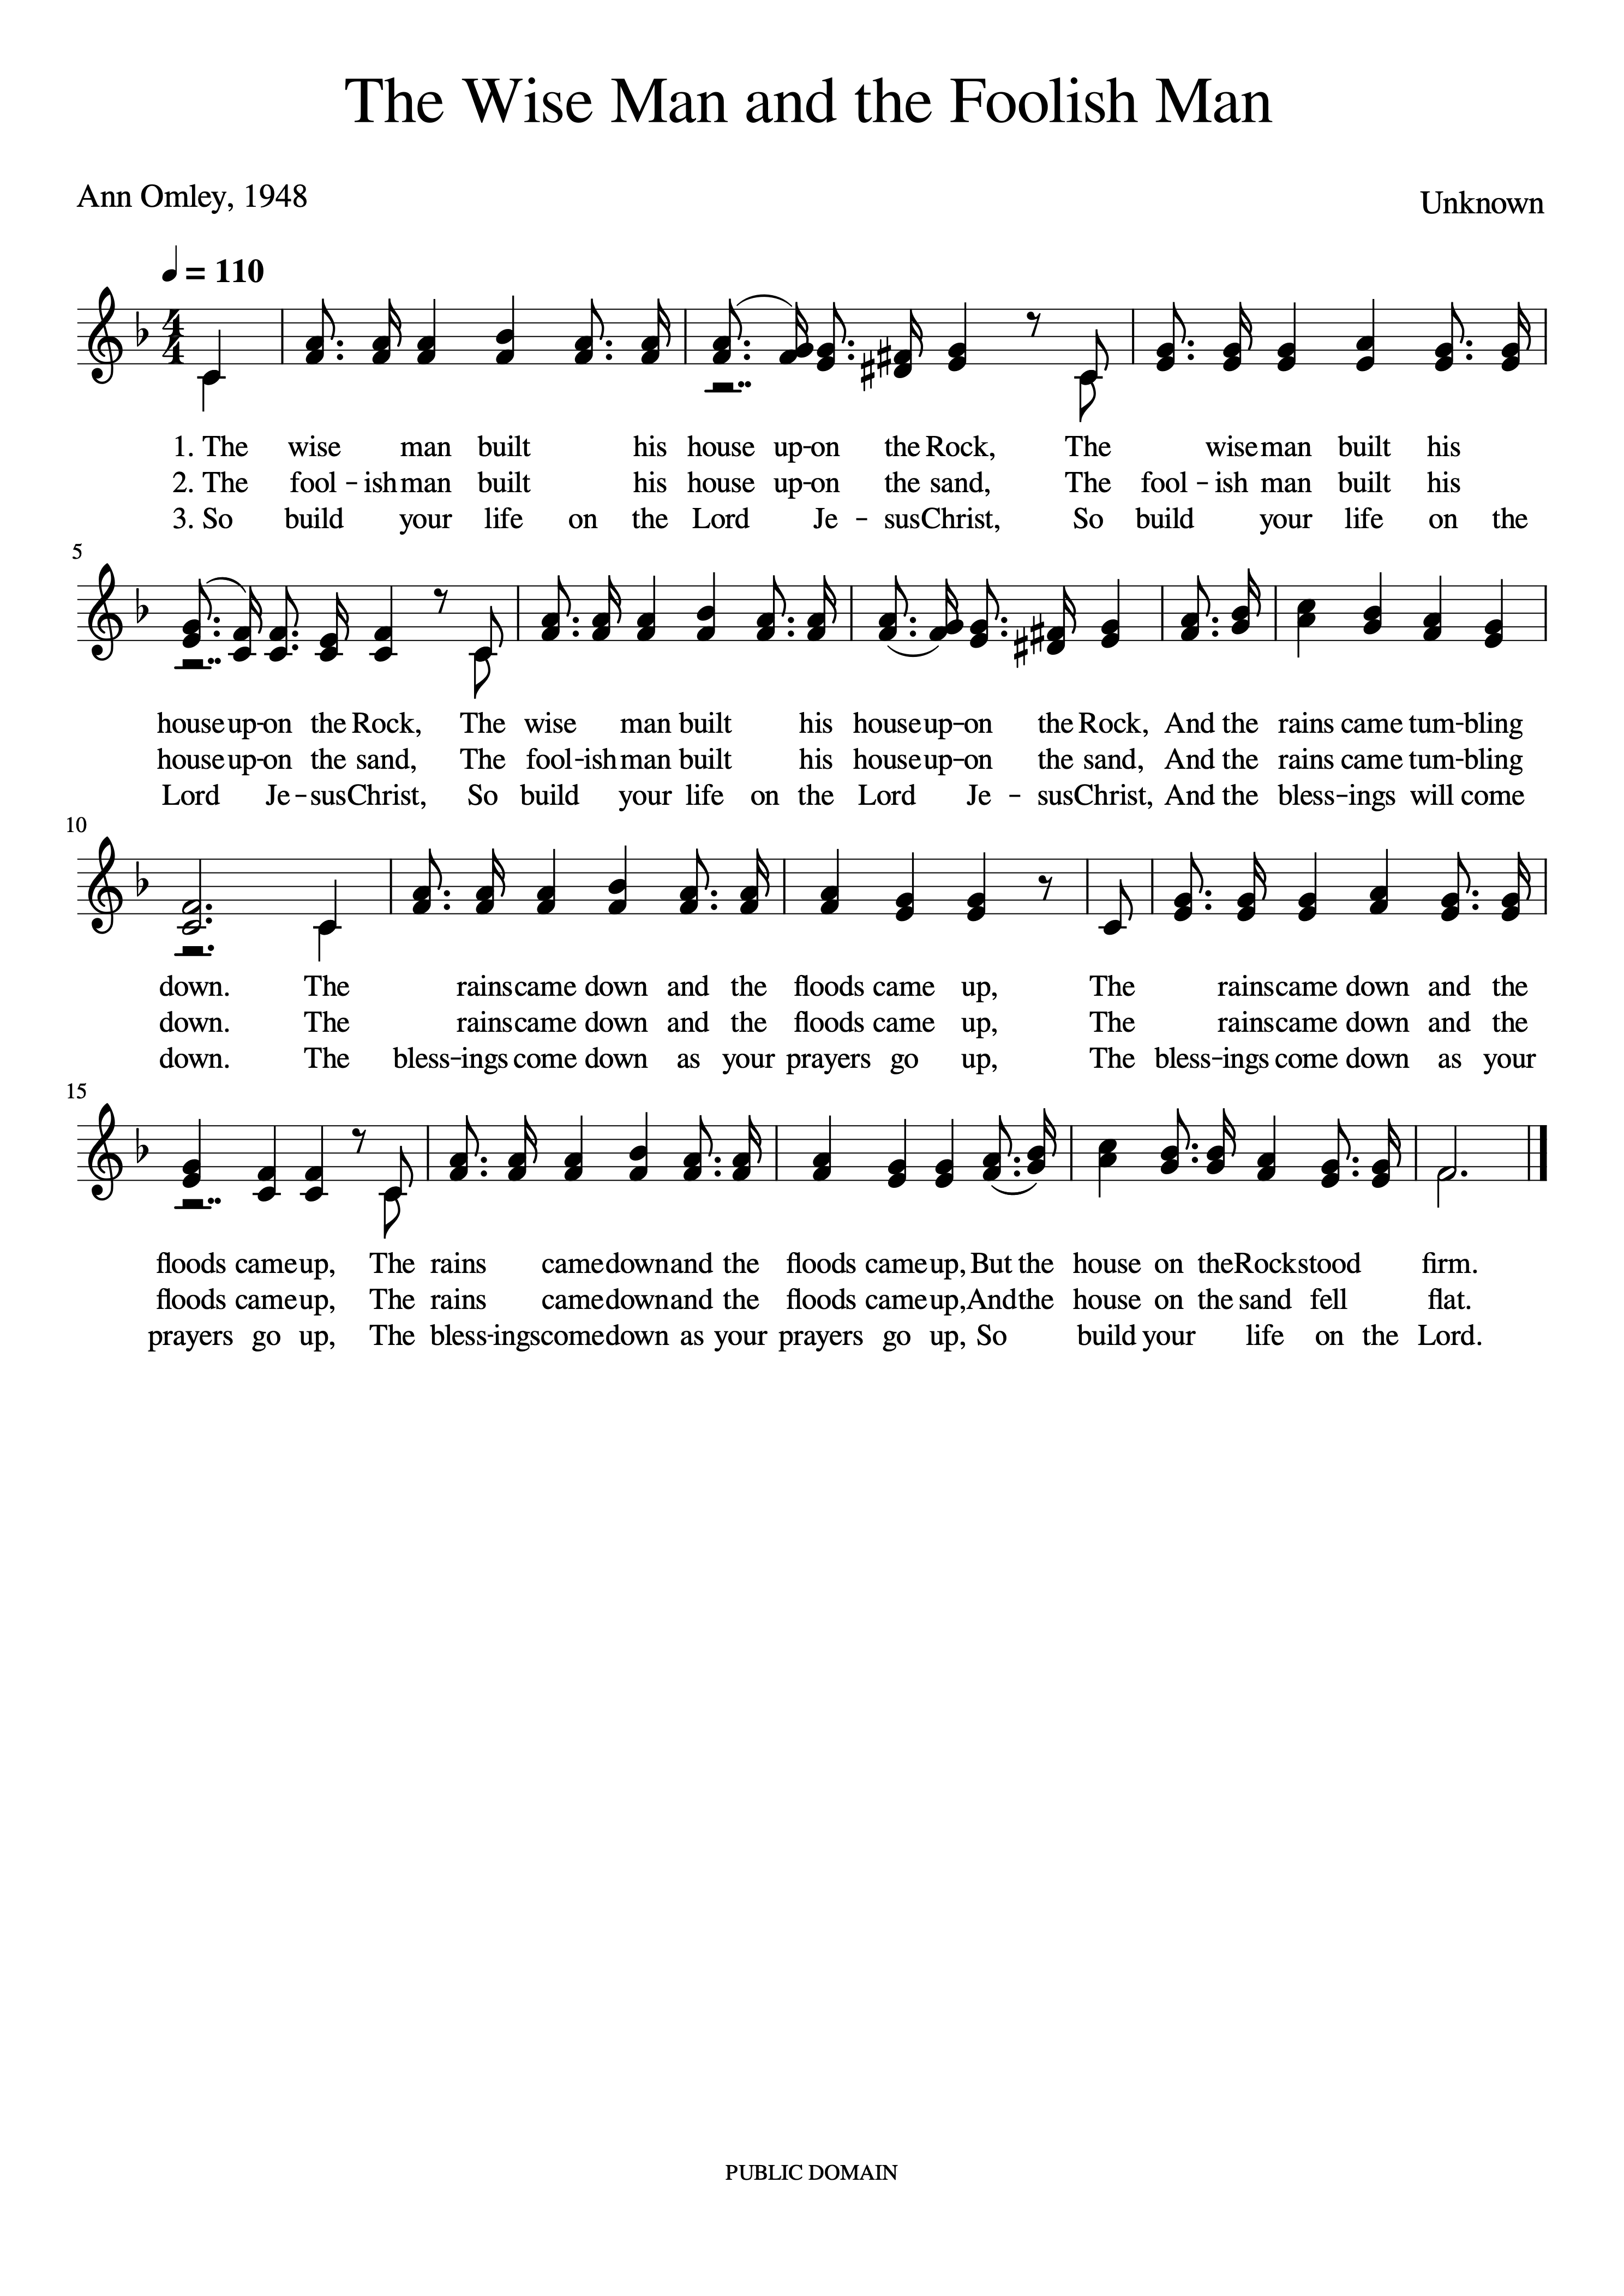 The Wise Man and the Foolish Man
Ann Omley, 1948
Unknown
= 110
4
4
1. The wise man built his house up-on the Rock, The wise man built his
2. The fool-ish man built his house up-on the sand, The fool-ish man built his
3. So build your life on the Lord Je-sus Christ, So build your life on the
5
house up-on the Rock, The wise man built his house up-on the Rock, And the rains came tum-bling
house up-on the sand, The fool-ish man built his house up-on the sand, And the rains came tum-bling
Lord Je-sus Christ, So build your life on the Lord Je-sus Christ, And the bless-ings will come
10
down. The rains came down and the floods came up, The rains came down and the
down. The rains came down and the floods came up, The rains came down and the
down. The bless-ings come down as your prayers go up, The bless-ings come down as your
15
floods came up, The rains came down and the floods came up, But the house on the Rock stood firm.
floods came up, The rains came down and the floods came up, And the house on the sand fell flat.
prayers go up, The bless-ings come down as your prayers go up, So build your life on the Lord.
PUBLIC DOMAIN